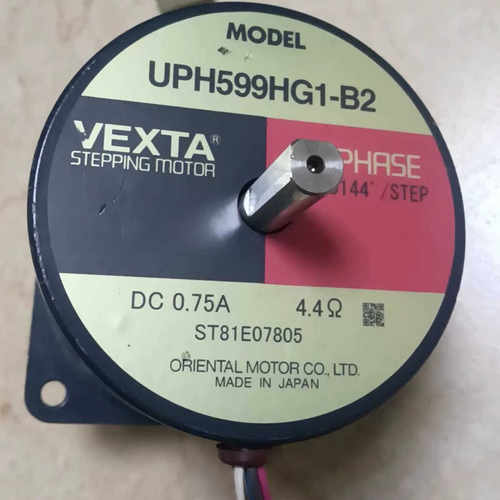 MODEL
UPH599HG1-B2
VEXTA®
STEPPING MOTOR
PHASE
0144°/STEP
DC 0.75A 4.4Ω
ST81E07805
ORIENTAL MOTOR CO., LTD.
MADE IN JAPAN